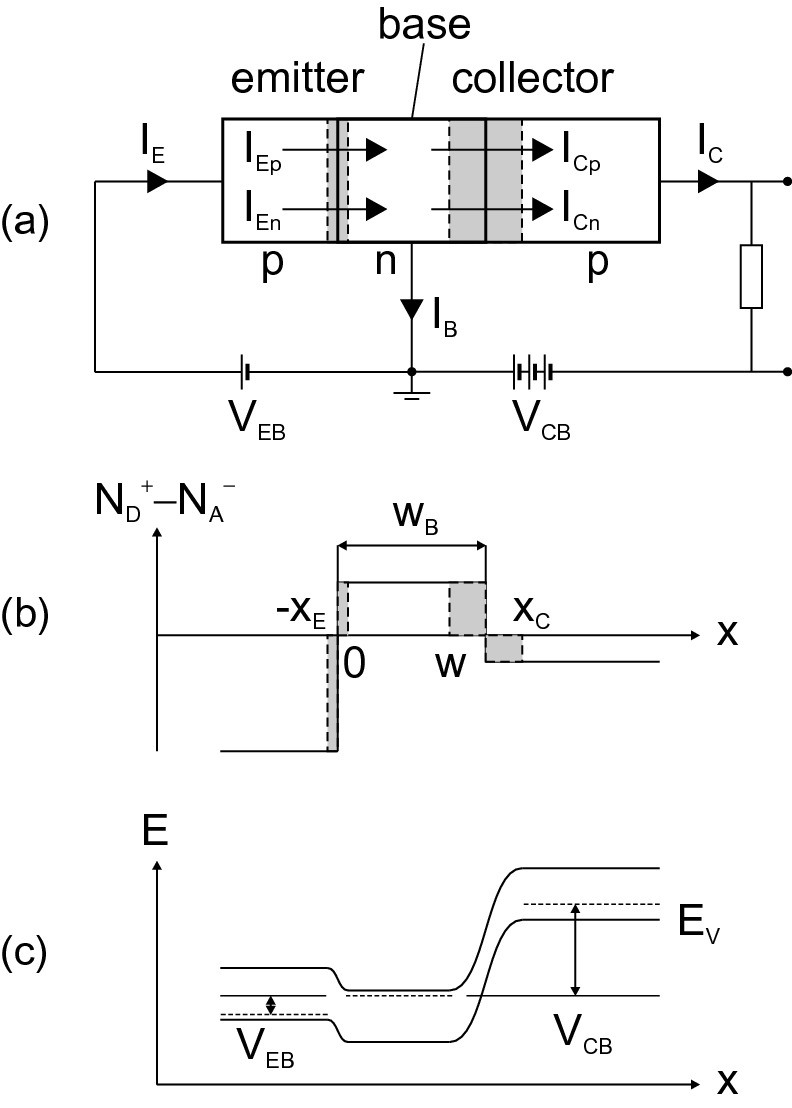 base
emitter collector
I_E I_Ep I_Cp I_C
(a) I_En I_Cn
p n p
I_B
V_EB V_CB
N_D^+–N_A^−
w_B
(b) -x_E x_C x
0 w
E
(c) E_V
V_EB V_CB
x